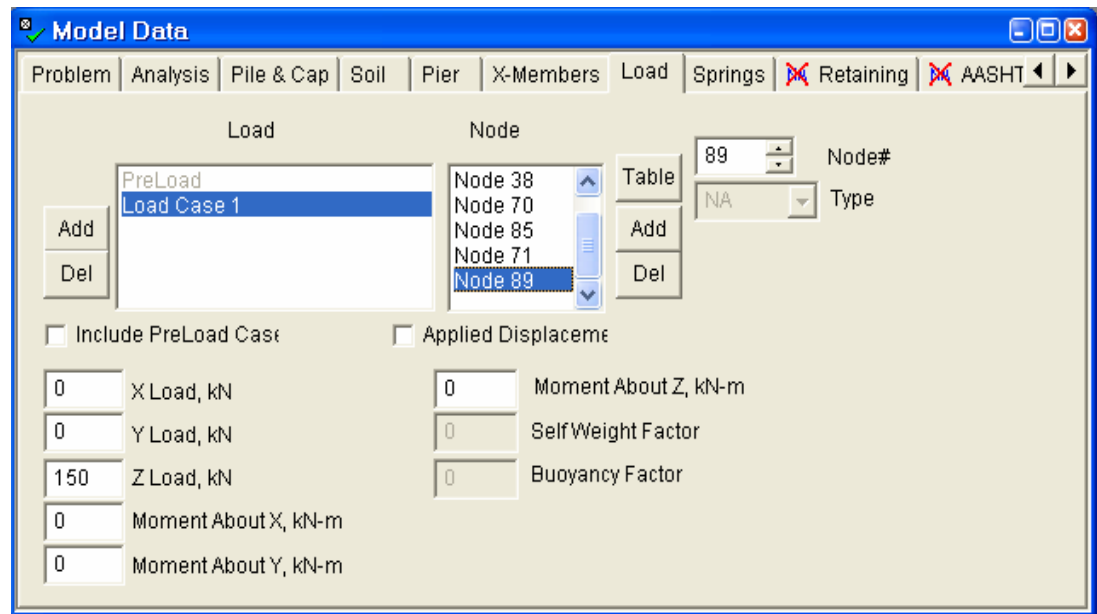 Model Data
Problem Analysis Pile & Cap Soil Pier X-Members Load Springs Retaining AASHT
Load Node
89 Node#
NA Type
PreLoad
Load Case 1
Node 38
Node 70
Node 85
Node 71
Node 89
Add
Del
Table
Add
Del
Include PreLoad Case
Applied Displaceme
0 X Load, kN
0 Y Load, kN
150 Z Load, kN
0 Moment About X, kN-m
0 Moment About Y, kN-m
0 Moment About Z, kN-m
0 Self Weight Factor
0 Buoyancy Factor